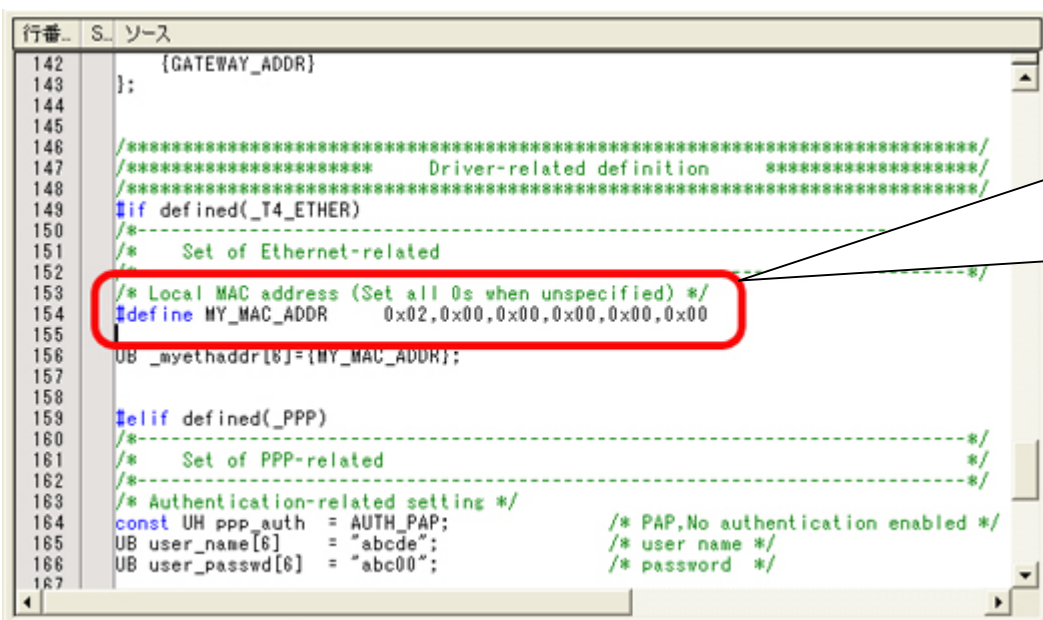 行番... S... ソース
142 {GATEWAY_ADDR}
143 };
144
145
146 /*****************************************************************************/
147 /********************** Driver-related definition *******************/
148 /*****************************************************************************/
149 #if defined(_T4_ETHER)
150 /*---------------------------------------------------------------------------
151 /* Set of Ethernet-related
152 /*---------------------------------------------------------------------------*/
153 /* Local MAC address (Set all 0s when unspecified) */
154 #define MY_MAC_ADDR 0x02,0x00,0x00,0x00,0x00,0x00
155
156 UB _myethaddr[6]={MY_MAC_ADDR};
157
158
159 #elif defined(_PPP)
160 /*---------------------------------------------------------------------------*/
161 /* Set of PPP-related */
162 /*---------------------------------------------------------------------------*/
163 /* Authentication-related setting */
164 const UH ppp_auth = AUTH_PAP; /* PAP,No authentication enabled */
165 UB user_name[6] = "abcde"; /* user name */
166 UB user_passwd[6] = "abc00"; /* password */
167